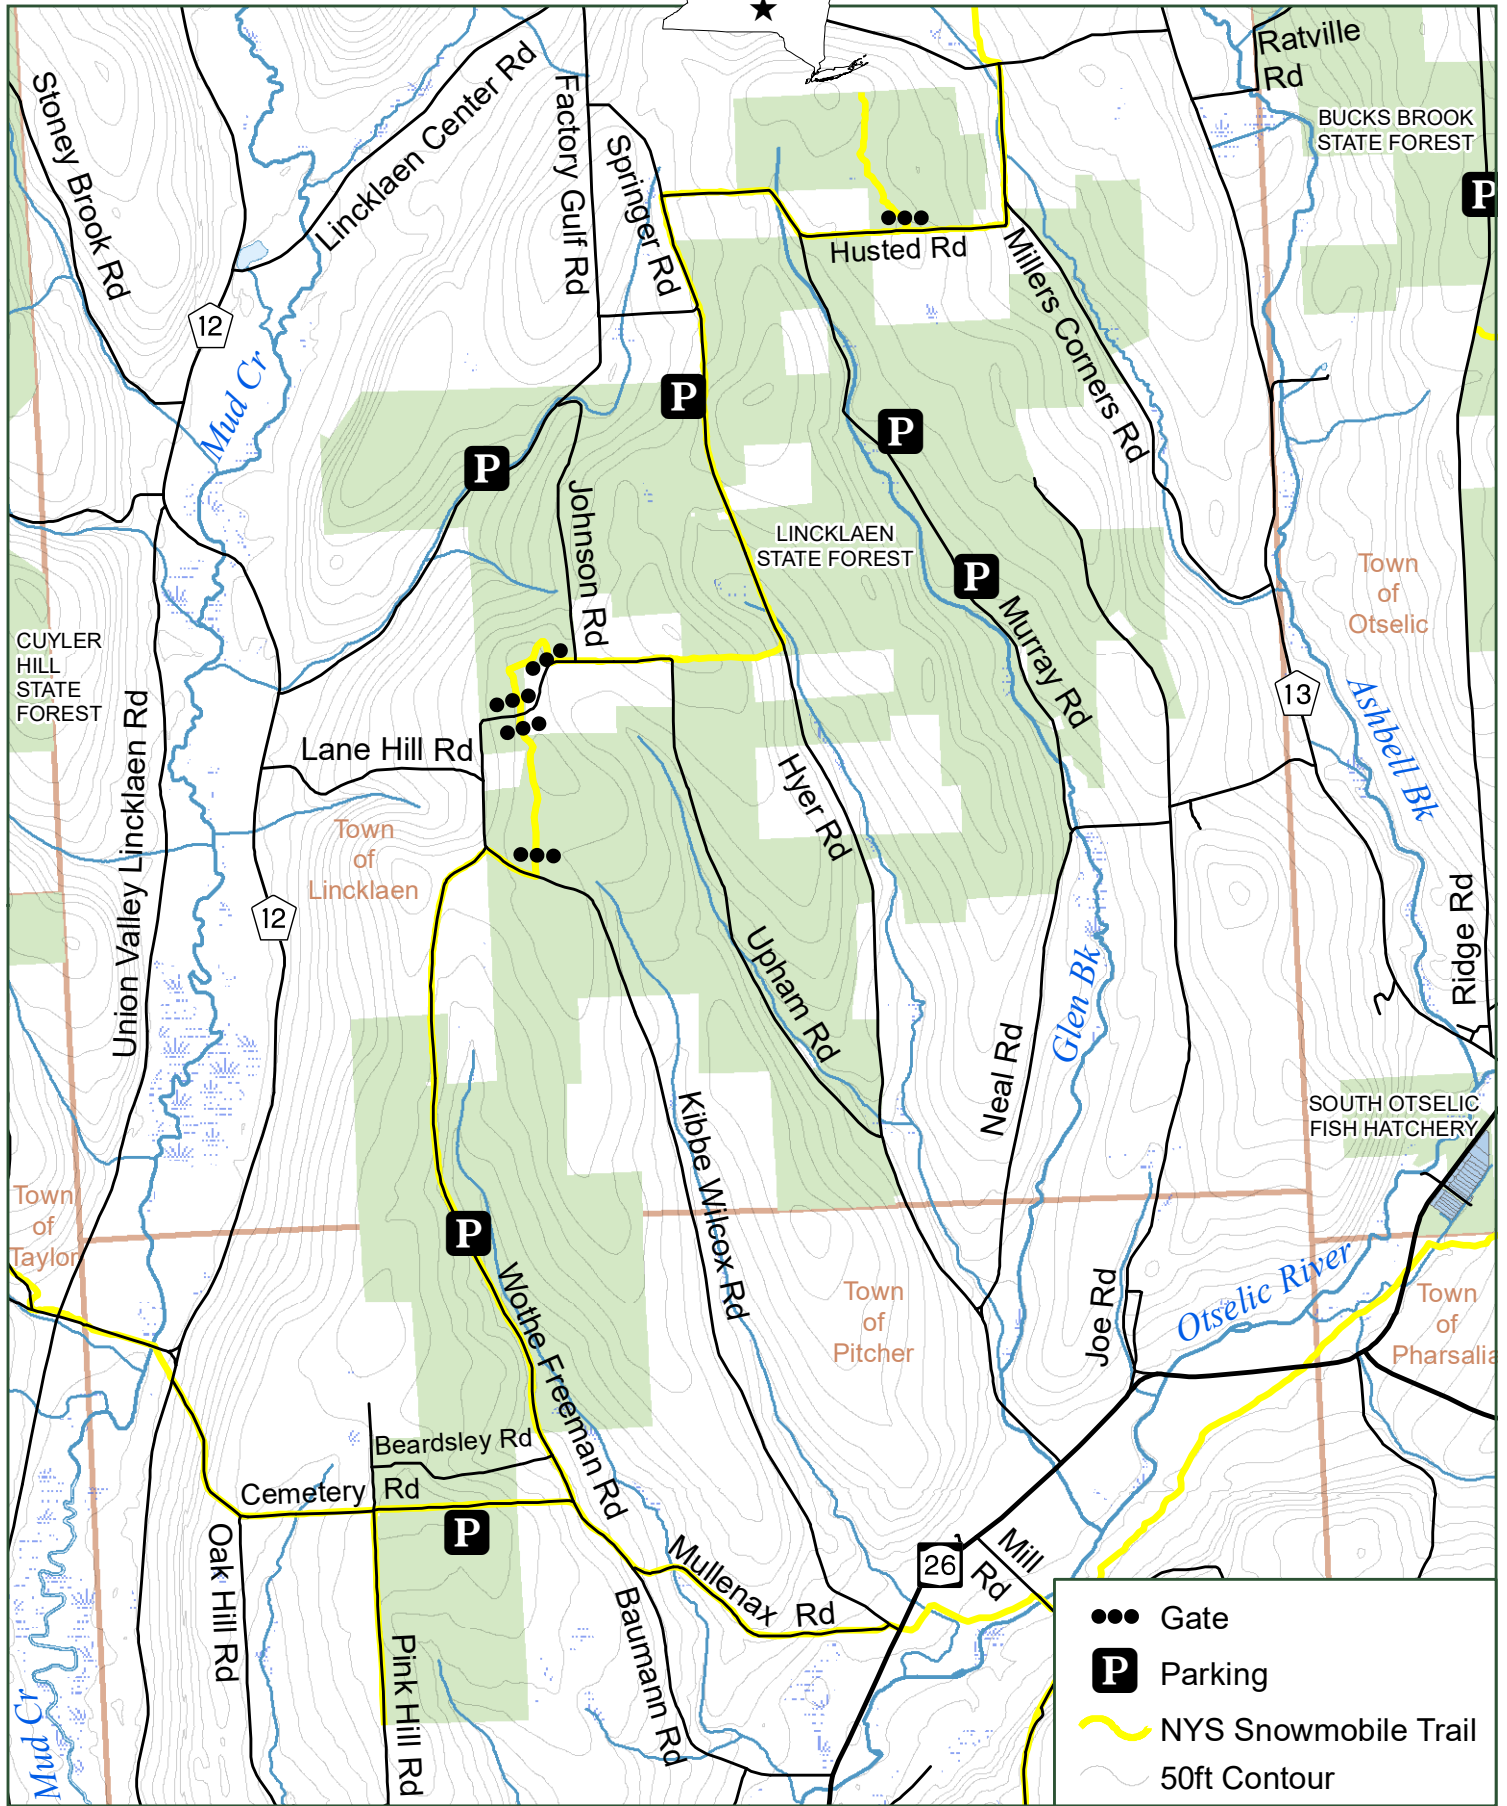 Ratville
Rd
Stoney Brook Rd
Lincklaen Center Rd
Factory Gulf Rd
Springer Rd
BUCKS BROOK
STATE FOREST
P
Husted Rd
Millers Corners Rd
12
Mud Cr
P
P
P
Johnson Rd
LINCKLAEN
STATE FOREST
P
Murray Rd
Town
of
Otselic
CUYLER
HILL
STATE
FOREST
13
Ashbell Bk
Union Valley Lincklaen Rd
Lane Hill Rd
Hyer Rd
Town
of
Lincklaen
12
Upham Rd
Ridge Rd
Glen Bk
Neal Rd
Kibbe Wilcox Rd
SOUTH OTSELIC
FISH HATCHERY
Town
of
Taylor
P
Wothe Freeman Rd
Town
of
Pitcher
Joe Rd
Otselic River
Town
of
Pharsalia
Beardsley Rd
Cemetery Rd
P
Oak Hill Rd
Pink Hill Rd
Mullenax Rd
Baumann Rd
26
Mill
Rd
Mud Cr
Gate
P Parking
NYS Snowmobile Trail
50ft Contour